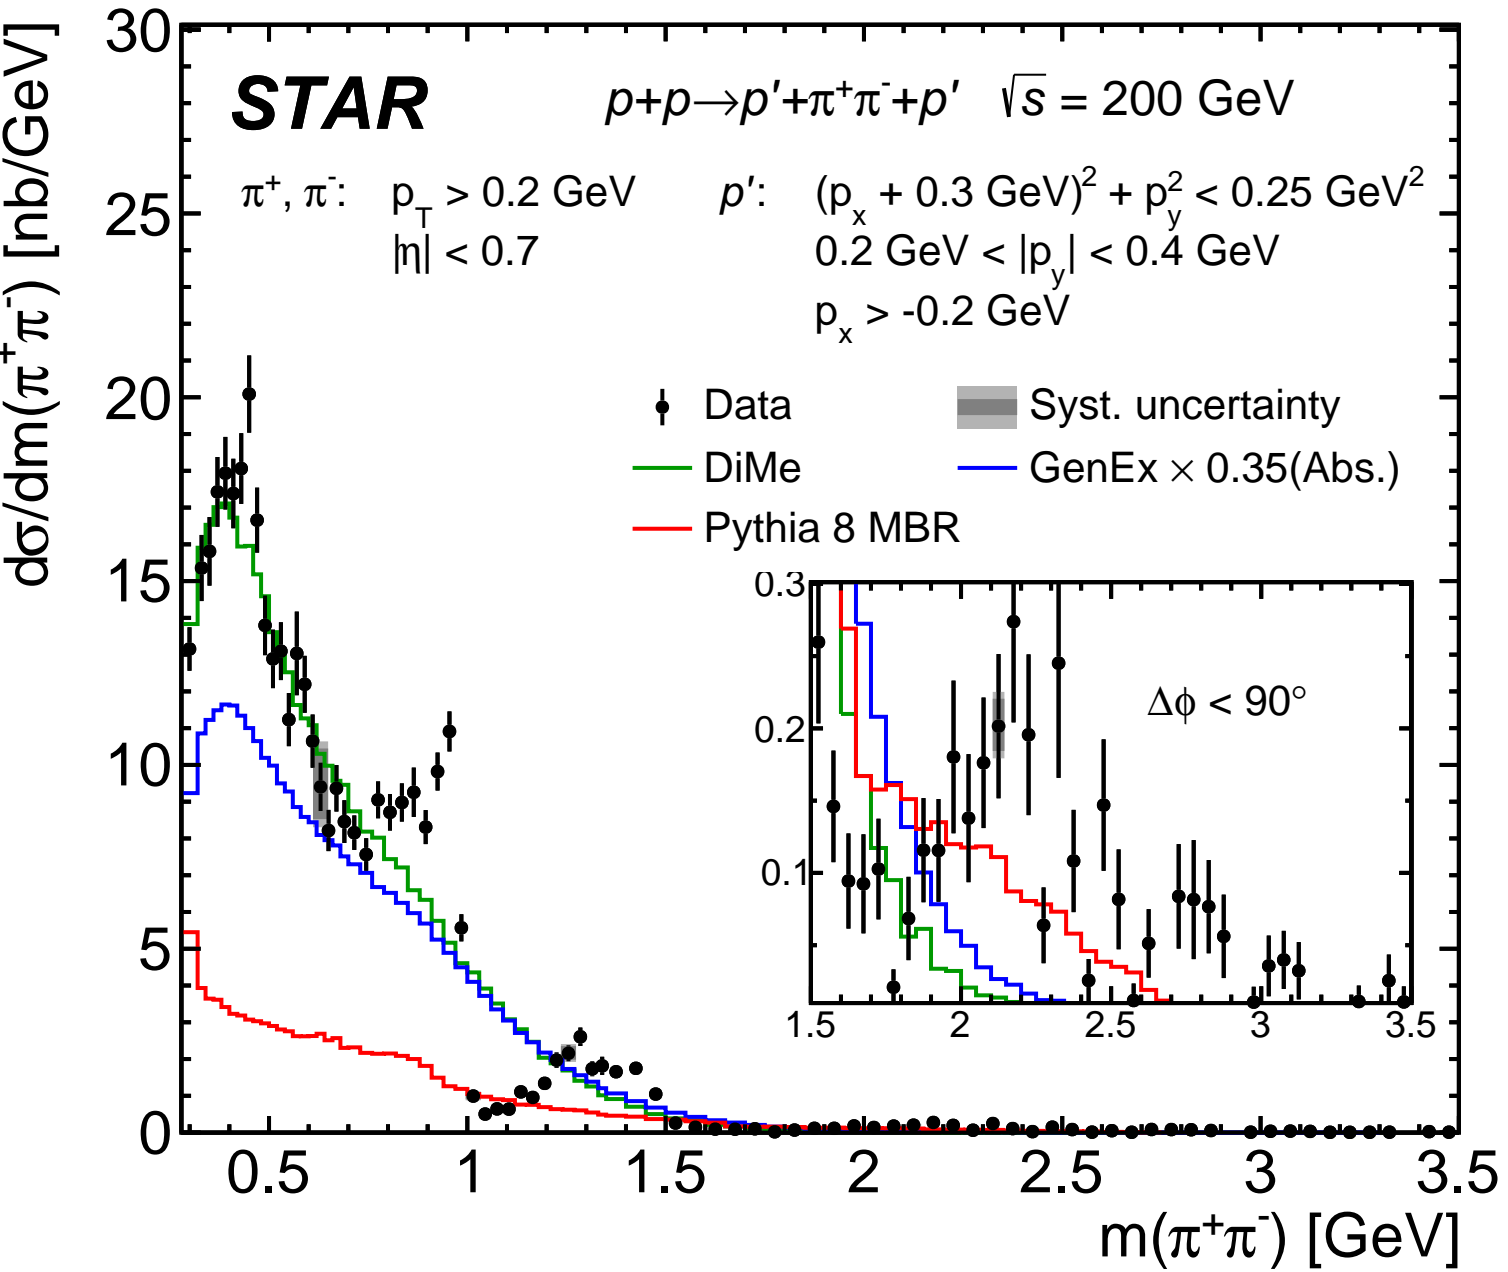 dσ/dm(π⁺π⁻) [nb/GeV]
30
25
20
15
10
5
0
STAR
p+p→p′+π⁺π⁻+p′ √s = 200 GeV
π⁺, π⁻: p_T > 0.2 GeV p′: (p_x + 0.3 GeV)² + p_y² < 0.25 GeV²
|η| < 0.7 0.2 GeV < |p_y| < 0.4 GeV
p_x > -0.2 GeV
Data Syst. uncertainty
DiMe GenEx × 0.35(Abs.)
Pythia 8 MBR
0.3
0.2
0.1
Δϕ < 90°
1.5 2 2.5 3 3.5
0.5 1 1.5 2 2.5 3 3.5
m(π⁺π⁻) [GeV]